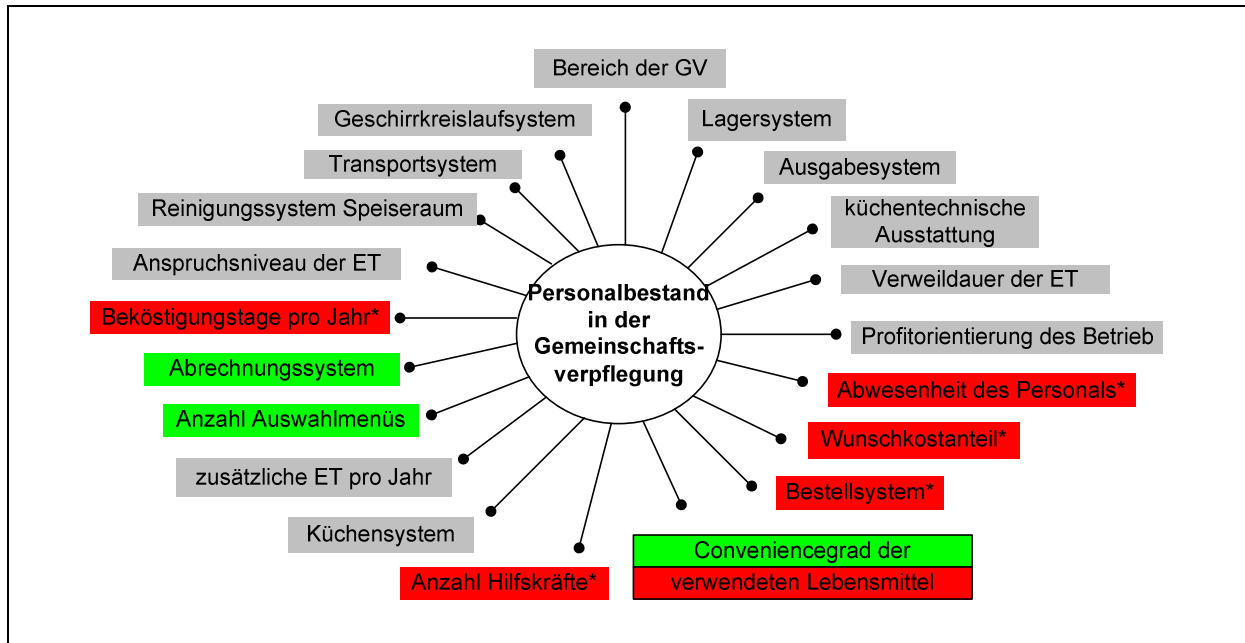 Bereich der GV
Geschirrkreislaufsystem
Lagersystem
Transportsystem
Ausgabesystem
Reinigungssystem Speiseraum
küchentechnische
Ausstattung
Anspruchsniveau der ET
Verweildauer der ET
Personalbestand
in der
Gemeinschafts-
verpflegung
Beköstigungstage pro Jahr*
Profitorientierung des Betrieb
Abrechnungssystem
Abwesenheit des Personals*
Anzahl Auswahlmenüs
Wunschkostanteil*
zusätzliche ET pro Jahr
Bestellsystem*
Küchensystem
Conveniencegrad der
verwendeten Lebensmittel
Anzahl Hilfskräfte*